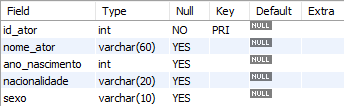 Field Type Null Key Default Extra
id_ator int NO PRI NULL
nome_ator varchar(60) YES NULL
ano_nascimento int YES NULL
nacionalidade varchar(20) YES NULL
sexo varchar(10) YES NULL